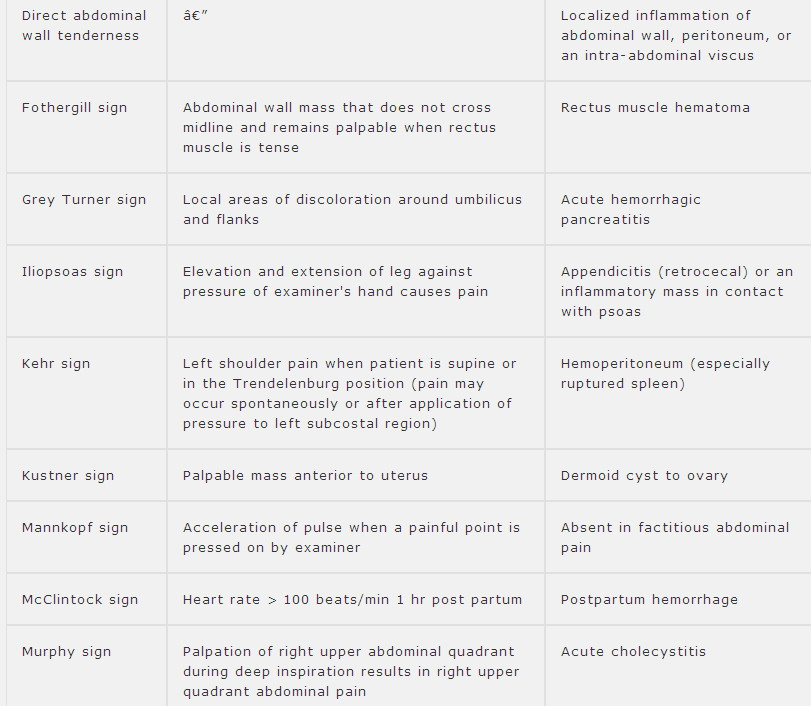 Direct abdominal
wall tenderness
â€”
Localized inflammation of
abdominal wall, peritoneum, or
an intra-abdominal viscus
Fothergill sign
Abdominal wall mass that does not cross
midline and remains palpable when rectus
muscle is tense
Rectus muscle hematoma
Grey Turner sign
Local areas of discoloration around umbilicus
and flanks
Acute hemorrhagic
pancreatitis
Iliopsoas sign
Elevation and extension of leg against
pressure of examiner's hand causes pain
Appendicitis (retrocecal) or an
inflammatory mass in contact
with psoas
Kehr sign
Left shoulder pain when patient is supine or
in the Trendelenburg position (pain may
occur spontaneously or after application of
pressure to left subcostal region)
Hemoperitoneum (especially
ruptured spleen)
Kustner sign
Palpable mass anterior to uterus
Dermoid cyst to ovary
Mannkopf sign
Acceleration of pulse when a painful point is
pressed on by examiner
Absent in factitious abdominal
pain
McClintock sign
Heart rate > 100 beats/min 1 hr post partum
Postpartum hemorrhage
Murphy sign
Palpation of right upper abdominal quadrant
during deep inspiration results in right upper
quadrant abdominal pain
Acute cholecystitis